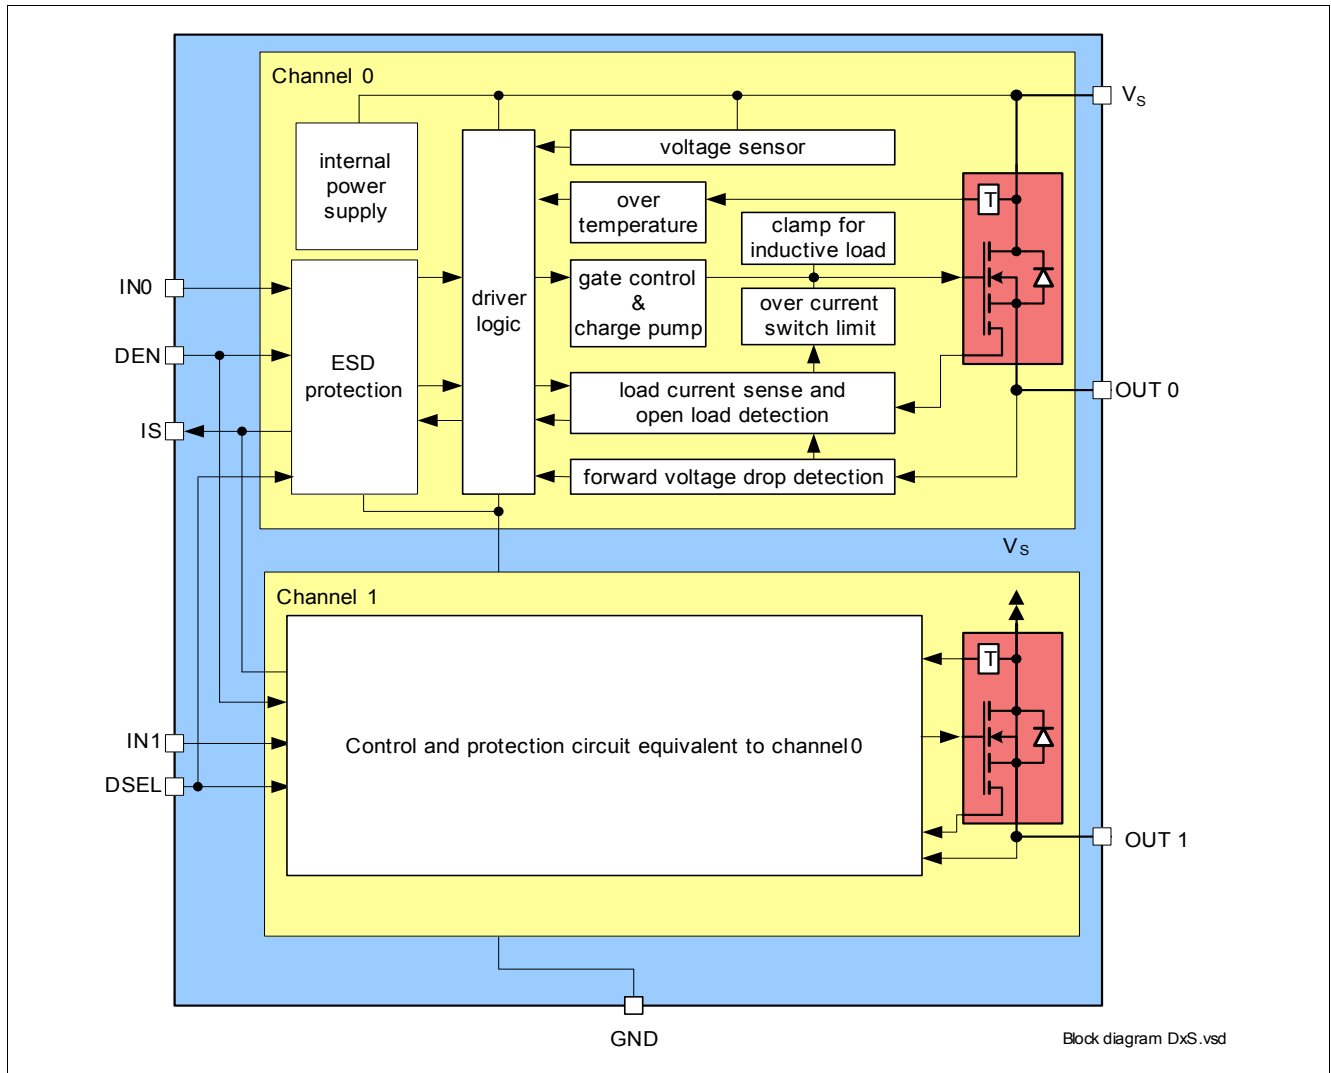 Channel 0
VS
internal
power
supply
voltage sensor
over
temperature
T
clamp for
inductive load
IN0
driver
logic
gate control
&
charge pump
over current
switch limit
DEN
ESD
protection
load current sense and
open load detection
OUT 0
IS
forward voltage drop detection
VS
Channel 1
T
IN1
Control and protection circuit equivalent to channel 0
DSEL
OUT 1
GND
Block diagram DxS.vsd